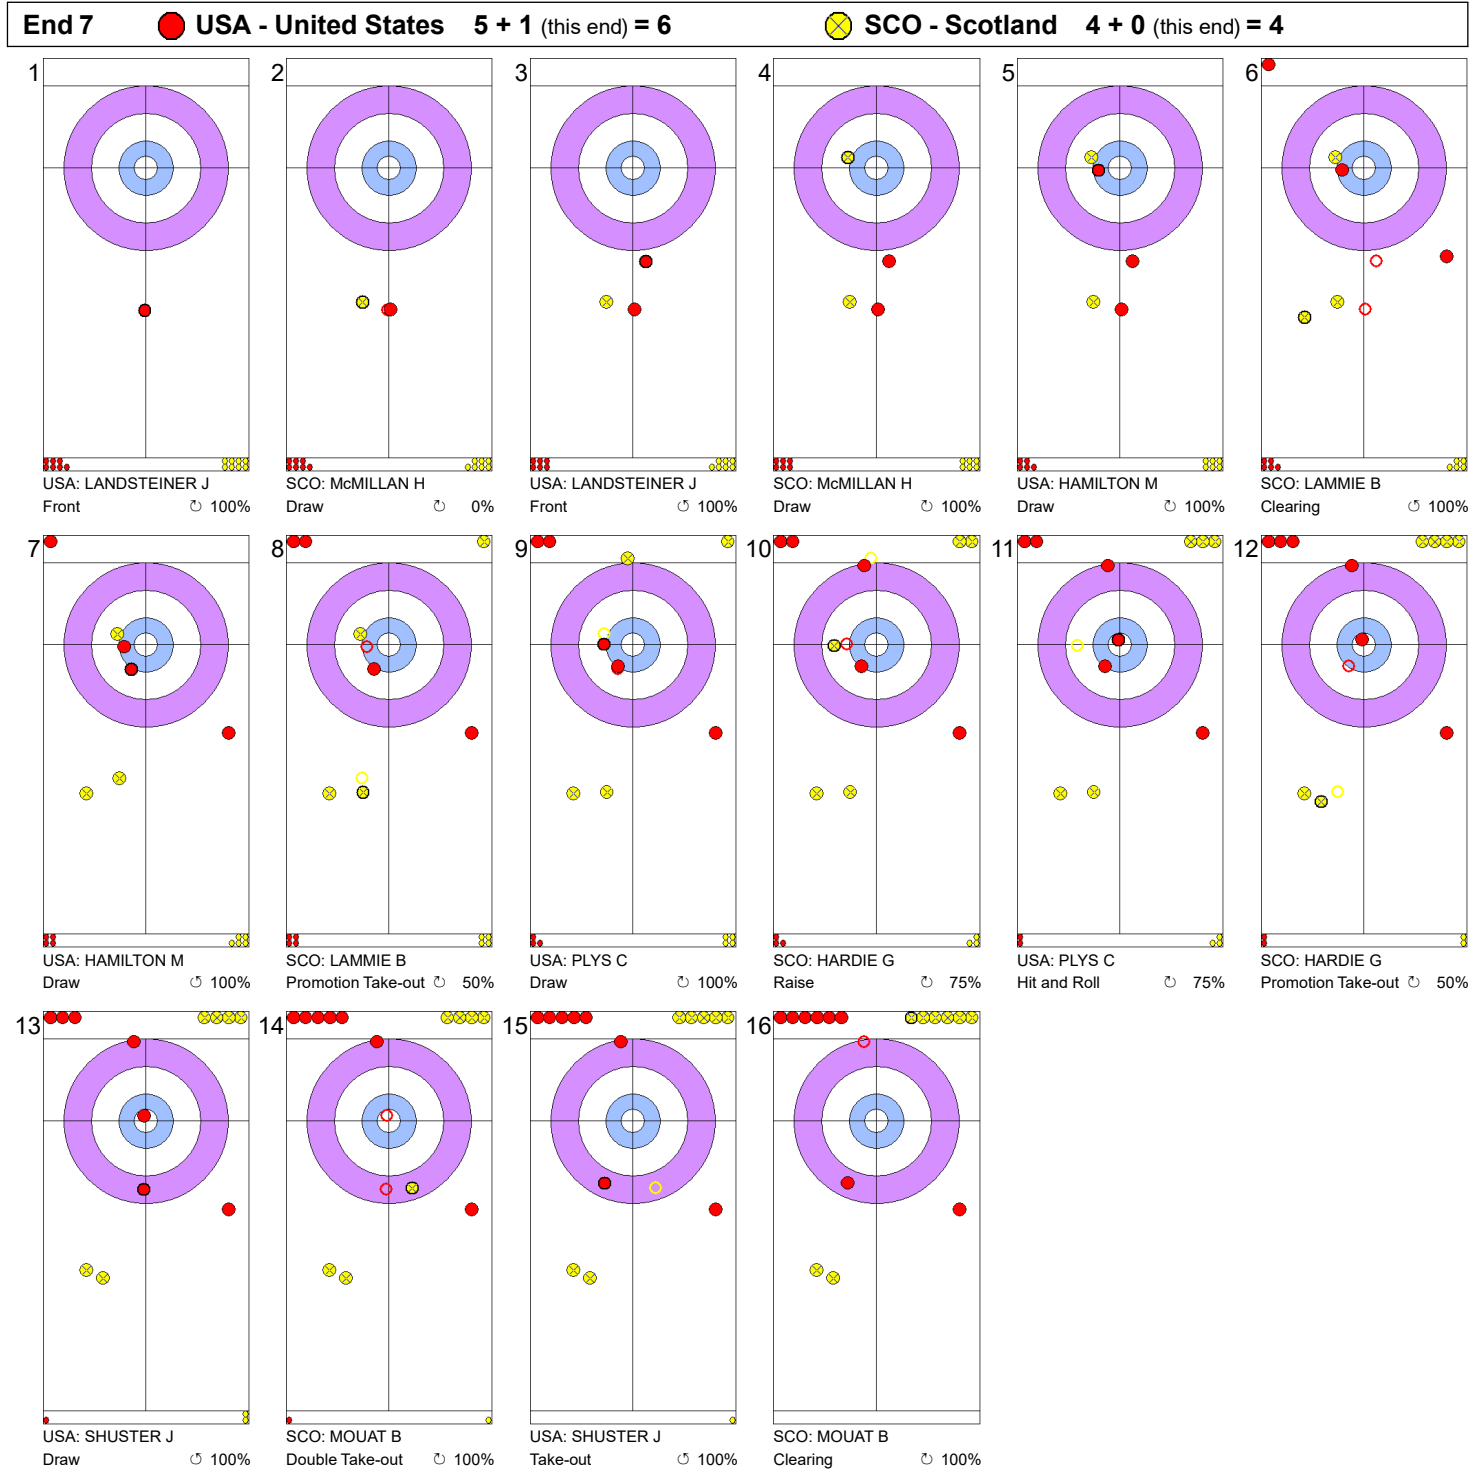 End 7 USA - United States 5 + 1 (this end) = 6 SCO - Scotland 4 + 0 (this end) = 4
1 2 3 4 5 6
USA: LANDSTEINER J
Front ↻ 100%
SCO: McMILLAN H
Draw ↻ 0%
USA: LANDSTEINER J
Front ↺ 100%
SCO: McMILLAN H
Draw ↺ 100%
USA: HAMILTON M
Draw ↺ 100%
SCO: LAMMIE B
Clearing ↺ 100%
7 8 9 10 11 12
USA: HAMILTON M
Draw ↺ 100%
SCO: LAMMIE B
Promotion Take-out ↻ 50%
USA: PLYS C
Draw ↺ 100%
SCO: HARDIE G
Raise ↻ 75%
USA: PLYS C
Hit and Roll ↻ 75%
SCO: HARDIE G
Promotion Take-out ↻ 50%
13 14 15 16
USA: SHUSTER J
Draw ↺ 100%
SCO: MOUAT B
Double Take-out ↺ 100%
USA: SHUSTER J
Take-out ↻ 100%
SCO: MOUAT B
Clearing ↻ 100%